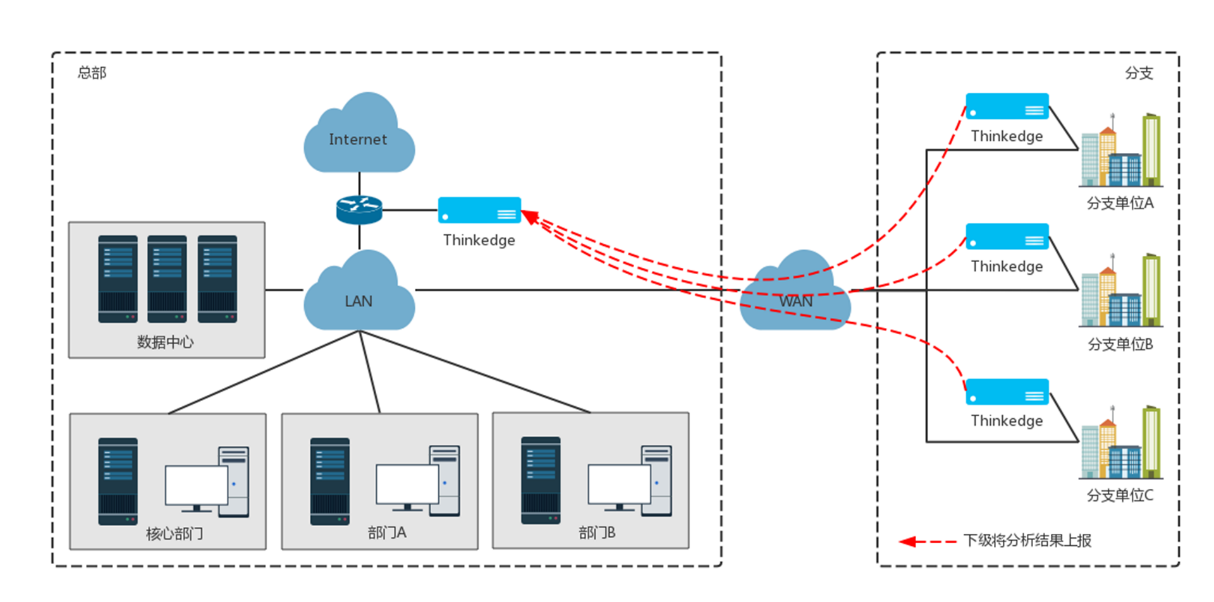 总部
分支
Internet
Thinkedge
Thinkedge
分支单位A
LAN
数据中心
WAN
Thinkedge
分支单位B
Thinkedge
分支单位C
核心部门
部门A
部门B
下级将分析结果上报